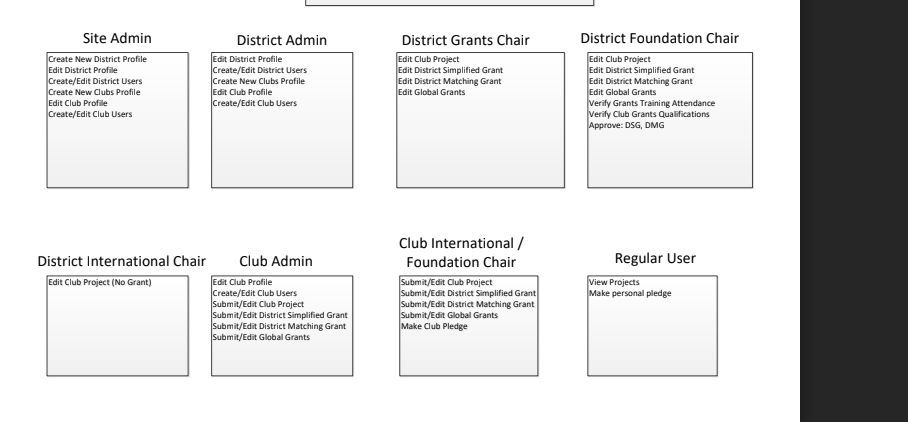 Site Admin
Create New District Profile
Edit District Profile
Create/Edit District Users
Create New Clubs Profile
Edit Club Profile
Create/Edit Club Users
District Admin
Edit District Profile
Create/Edit District Users
Create New Clubs Profile
Edit Club Profile
Create/Edit Club Users
District Grants Chair
Edit Club Project
Edit District Simplified Grant
Edit District Matching Grant
Edit Global Grants
District Foundation Chair
Edit Club Project
Edit District Simplified Grant
Edit District Matching Grant
Edit Global Grants
Verify Grants Training Attendance
Verify Club Grants Qualifications
Approve: DSG, DMG
District International Chair
Edit Club Project (No Grant)
Club Admin
Edit Club Profile
Create/Edit Club Users
Submit/Edit Club Project
Submit/Edit District Simplified Grant
Submit/Edit District Matching Grant
Submit/Edit Global Grants
Club International /
Foundation Chair
Submit/Edit Club Project
Submit/Edit District Simplified Grant
Submit/Edit District Matching Grant
Submit/Edit Global Grants
Make Club Pledge
Regular User
View Projects
Make personal pledge